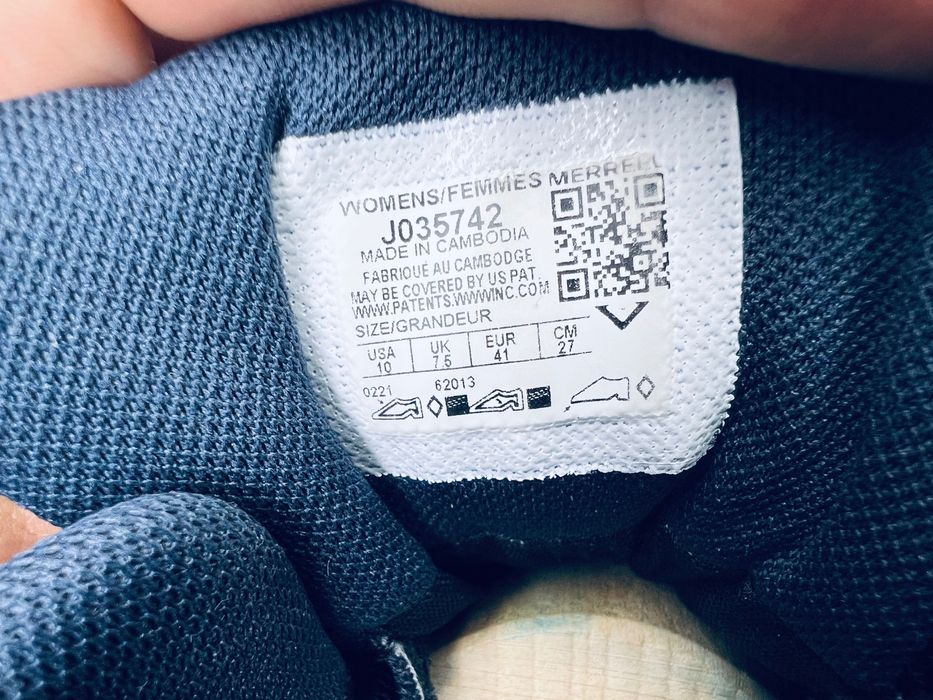 WOMENS/FEMMES MERRELL
J035742
MADE IN CAMBODIA
FABRIQUÉ AU CAMBODGE
MAY BE COVERED BY US PAT.
WWW.PATENTS.WWWINC.COM
SIZE/GRANDEUR
USA UK EUR CM
10 7.5 41 27
0221 62013